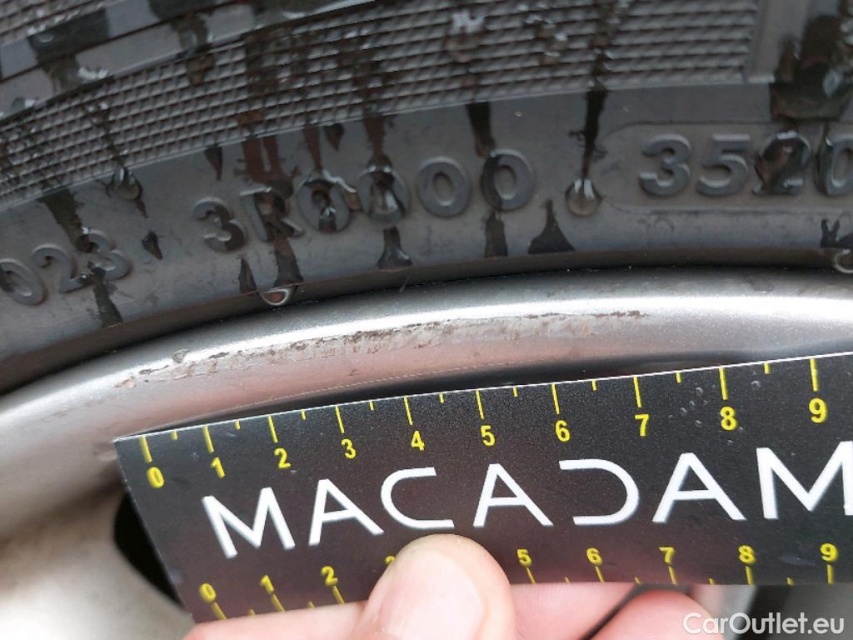 023 3R0000 3520
0 1 2 3 4 5 6 7 8 9
MACADAM
0 1 2 5 6 7 8 9
CarOutlet.eu